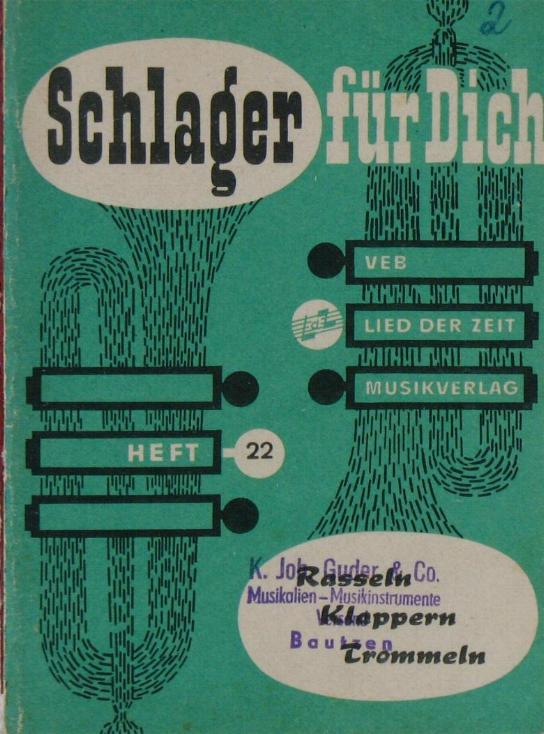 2
Schlager für Dich
VEB
LIED DER ZEIT
MUSIKVERLAG
HEFT 22
Rasseln
Klappern
Trommeln
K. Joh. Guder & Co.
Musikalien-Musikinstrumente
Bautzen